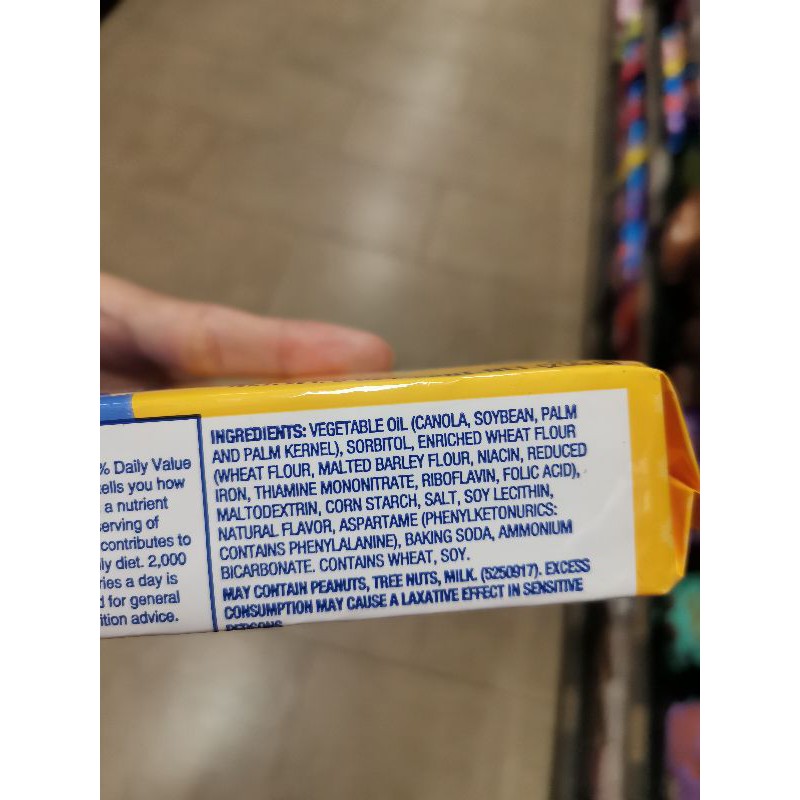 % Daily Value
ells you how
a nutrient
erving of
contributes to
ly diet. 2,000
ries a day is
d for general
ition advice.
INGREDIENTS: VEGETABLE OIL (CANOLA, SOYBEAN, PALM
AND PALM KERNEL), SORBITOL, ENRICHED WHEAT FLOUR
(WHEAT FLOUR, MALTED BARLEY FLOUR, NIACIN, REDUCED
IRON, THIAMINE MONONITRATE, RIBOFLAVIN, FOLIC ACID),
MALTODEXTRIN, CORN STARCH, SALT, SOY LECITHIN,
NATURAL FLAVOR, ASPARTAME (PHENYLKETONURICS:
CONTAINS PHENYLALANINE), BAKING SODA, AMMONIUM
BICARBONATE. CONTAINS WHEAT, SOY.
MAY CONTAIN PEANUTS, TREE NUTS, MILK. (5250917). EXCESS
CONSUMPTION MAY CAUSE A LAXATIVE EFFECT IN SENSITIVE
PERSONS